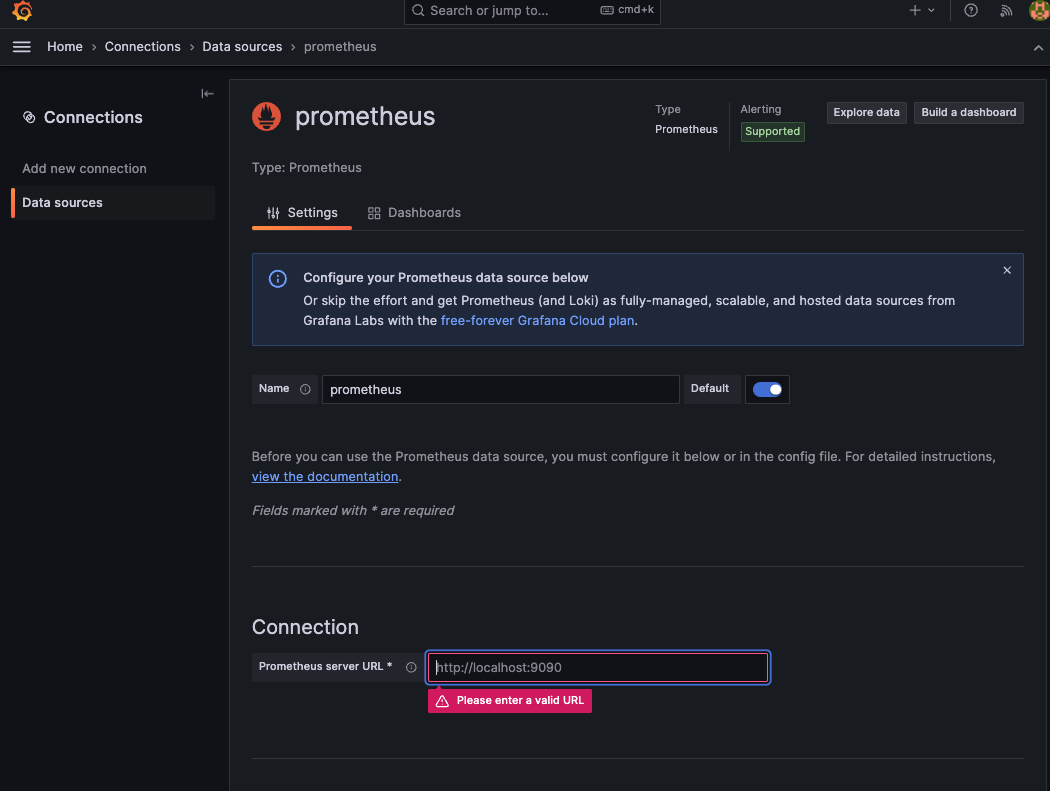 Search or jump to...
cmd+k
Home › Connections › Data sources › prometheus
Connections
Add new connection
Data sources
prometheus
Type
Prometheus
Alerting
Supported
Explore data
Build a dashboard
Type: Prometheus
Settings
Dashboards
Configure your Prometheus data source below
Or skip the effort and get Prometheus (and Loki) as fully-managed, scalable, and hosted data sources from
Grafana Labs with the free-forever Grafana Cloud plan.
Name
prometheus
Default
Before you can use the Prometheus data source, you must configure it below or in the config file. For detailed instructions,
view the documentation.
Fields marked with * are required
Connection
Prometheus server URL *
http://localhost:9090
Please enter a valid URL